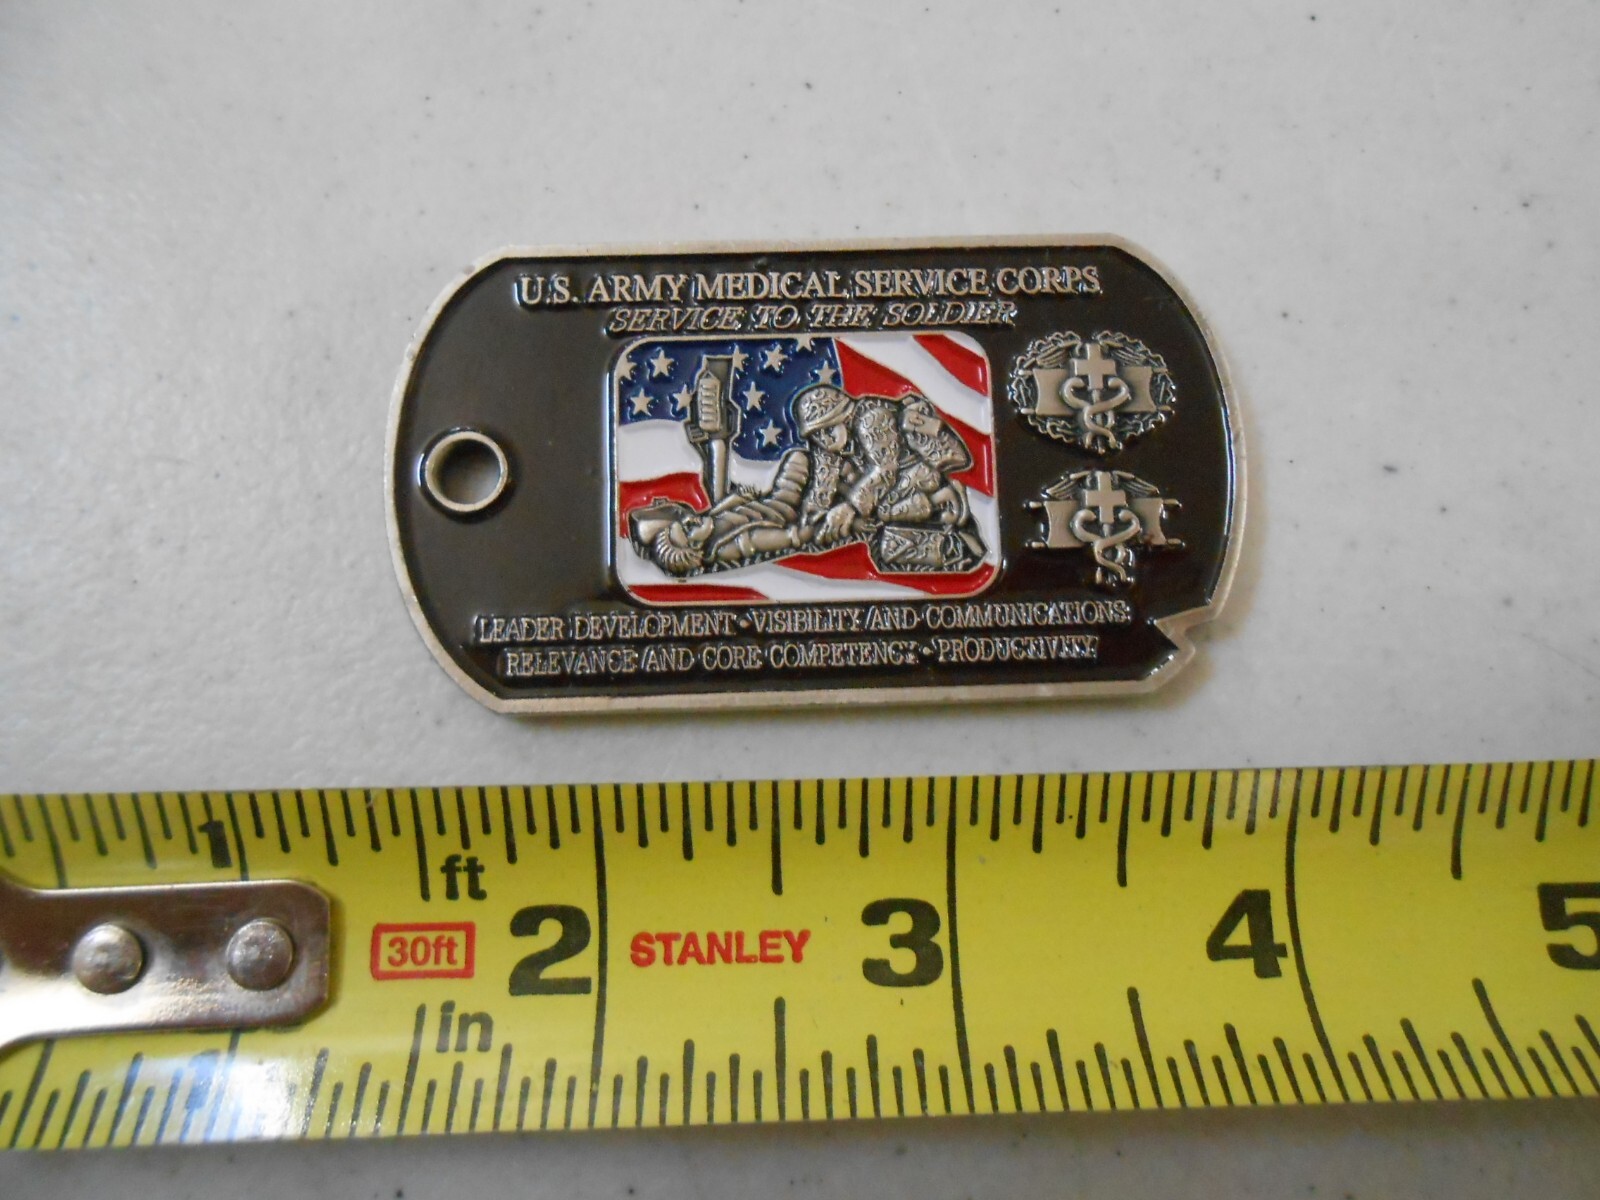 U.S. ARMY MEDICAL SERVICE CORPS
SERVICE TO THE SOLDIER
LEADER DEVELOPMENT • VISIBILITY AND COMMUNICATIONS
RELEVANCE AND CORE COMPETENCY • PRODUCTIVITY
1 ft
30ft 2 STANLEY 3 4 5
1 in